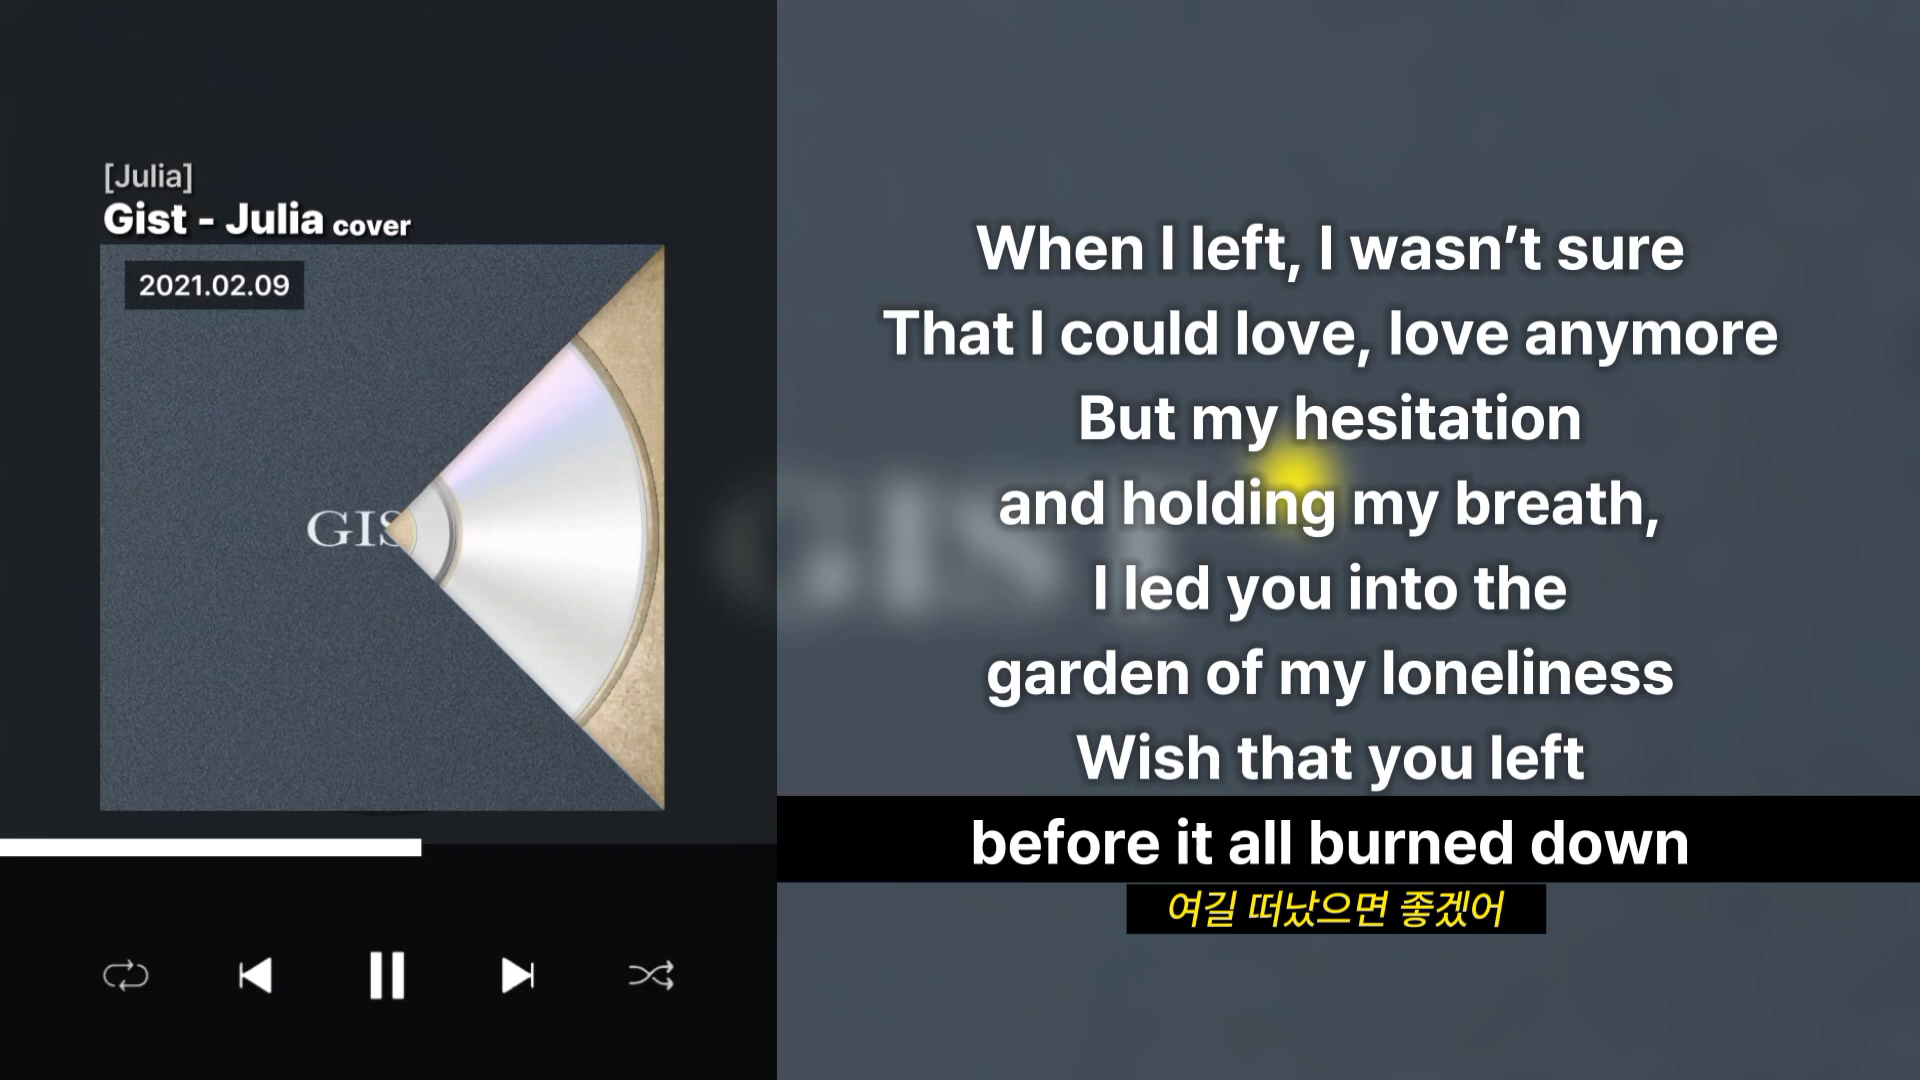 [Julia]
Gist - Julia cover
2021.02.09
GIS
GIST
When I left, I wasn’t sure
That I could love, love anymore
But my hesitation
and holding my breath,
I led you into the
garden of my loneliness
Wish that you left
before it all burned down
여길 떠났으면 좋겠어